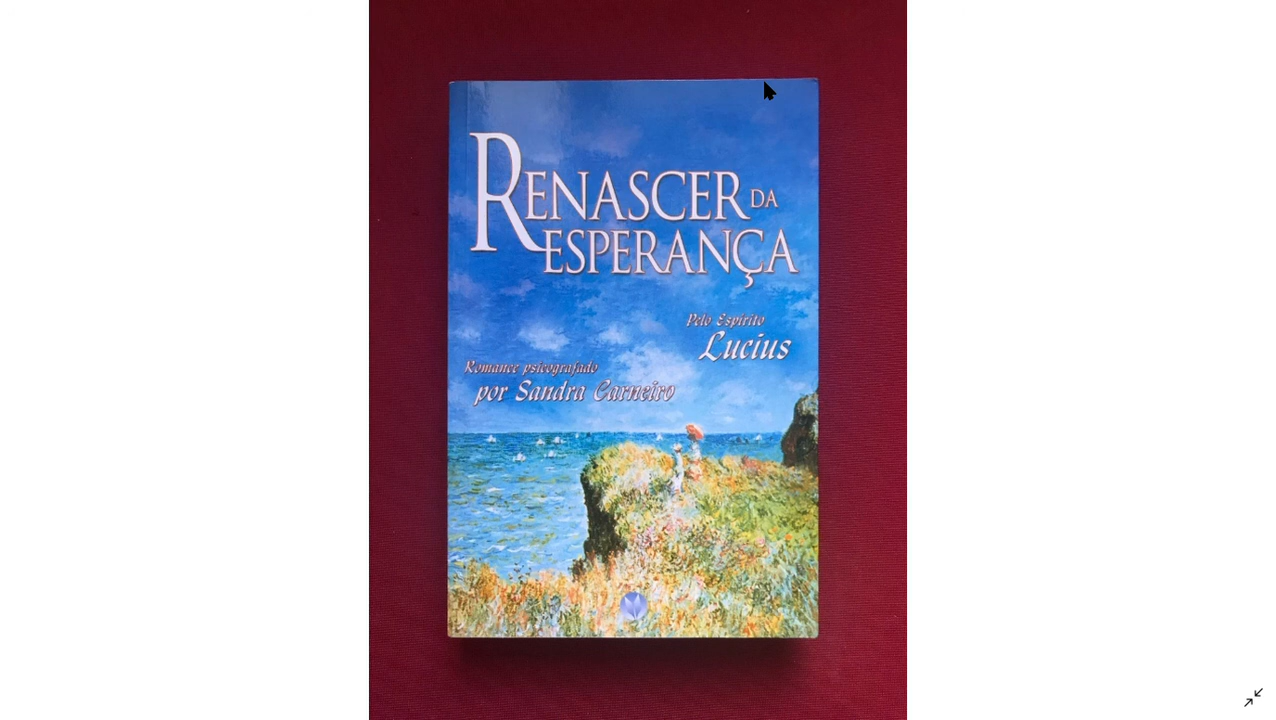 RENASCER DA
ESPERANÇA
Pelo Espírito
Lucius
Romance psicografado
por Sandra Carneiro